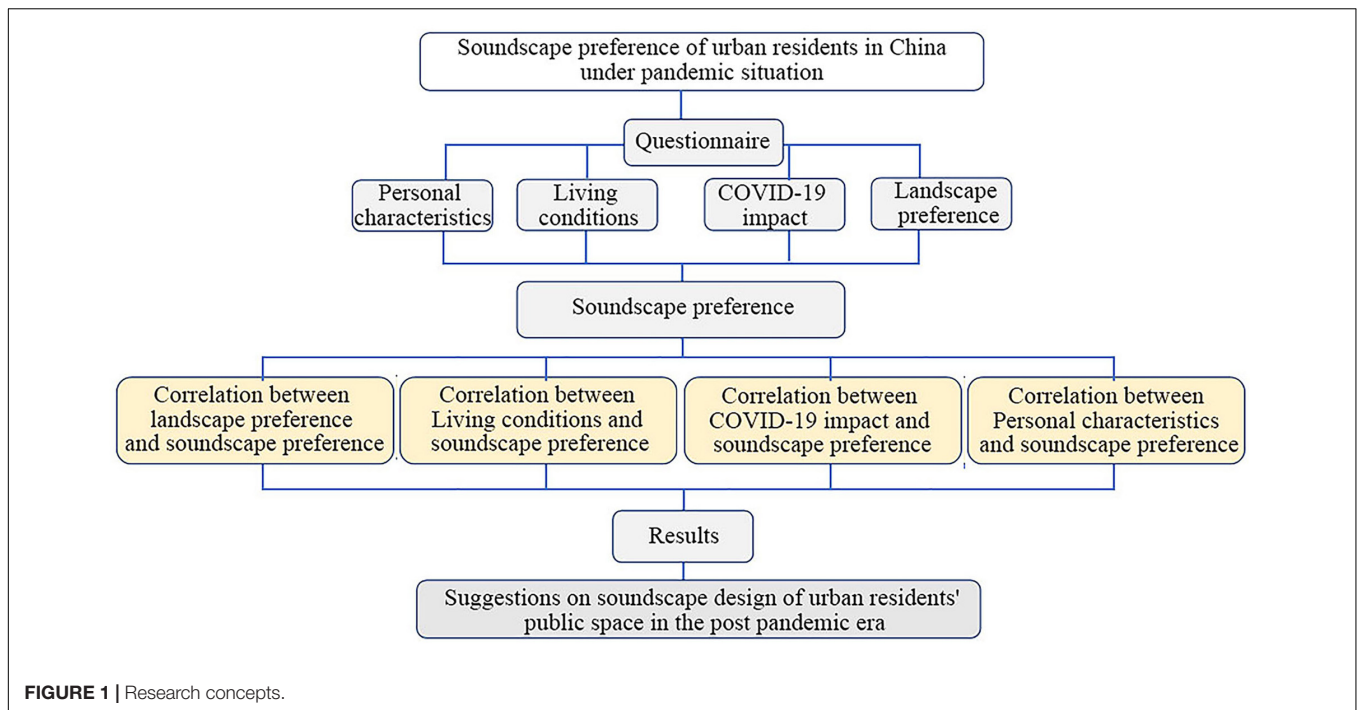 Soundscape preference of urban residents in China
under pandemic situation
Questionnaire
Personal
characteristics
Living
conditions
COVID-19
impact
Landscape
preference
Soundscape preference
Correlation between
landscape preference
and soundscape preference
Correlation between
Living conditions and
soundscape preference
Correlation between
COVID-19 impact and
soundscape preference
Correlation between
Personal characteristics
and soundscape preference
Results
Suggestions on soundscape design of urban residents'
public space in the post pandemic era
FIGURE 1 | Research concepts.